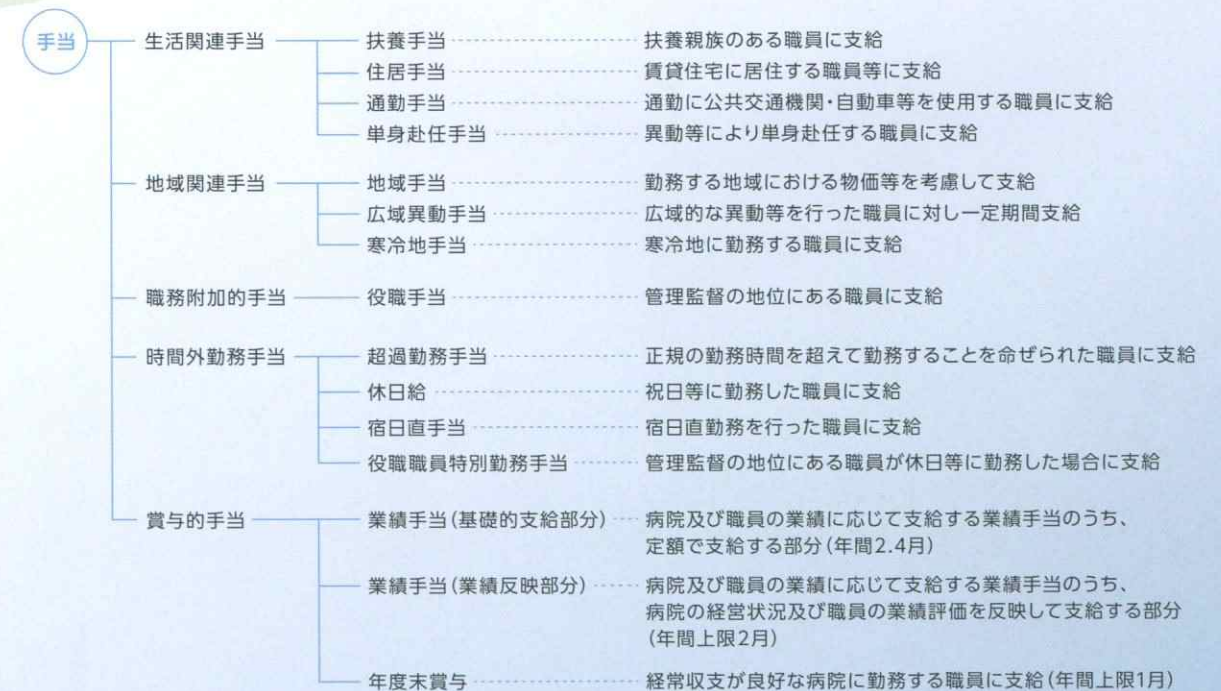 手当
生活関連手当
扶養手当 扶養親族のある職員に支給
住居手当 賃貸住宅に居住する職員等に支給
通勤手当 通勤に公共交通機関・自動車等を使用する職員に支給
単身赴任手当 異動等により単身赴任する職員に支給
地域関連手当
地域手当 勤務する地域における物価等を考慮して支給
広域異動手当 広域的な異動等を行った職員に対し一定期間支給
寒冷地手当 寒冷地に勤務する職員に支給
職務附加的手当
役職手当 管理監督の地位にある職員に支給
時間外勤務手当
超過勤務手当 正規の勤務時間を超えて勤務することを命ぜられた職員に支給
休日給 祝日等に勤務した職員に支給
宿日直手当 宿日直勤務を行った職員に支給
役職職員特別勤務手当 管理監督の地位にある職員が休日等に勤務した場合に支給
賞与的手当
業績手当(基礎的支給部分) 病院及び職員の業績に応じて支給する業績手当のうち、
定額で支給する部分(年間2.4月)
業績手当(業績反映部分) 病院及び職員の業績に応じて支給する業績手当のうち、
病院の経営状況及び職員の業績評価を反映して支給する部分
(年間上限2月)
年度末賞与 経常収支が良好な病院に勤務する職員に支給(年間上限1月)